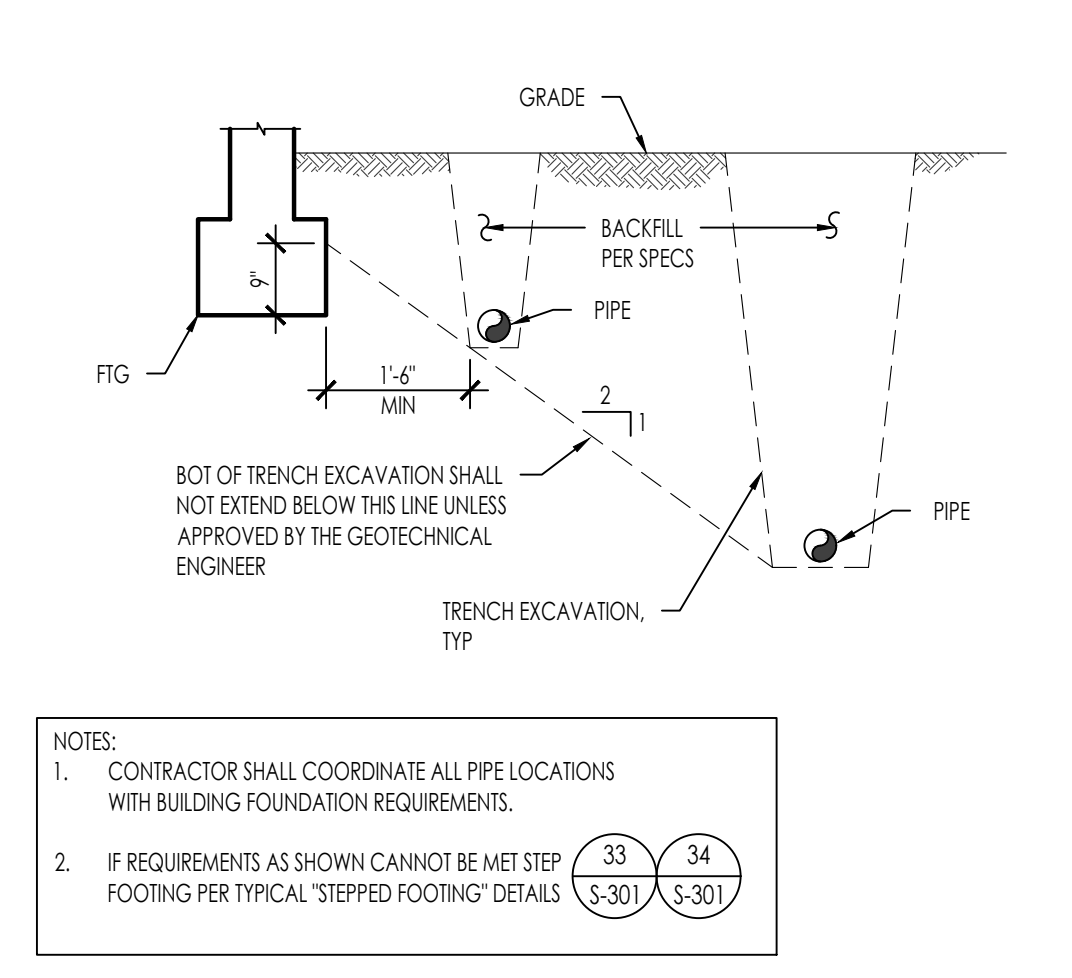 GRADE
BACKFILL
PER SPECS
9"
PIPE
FTG
1'-6"
MIN
2
1
BOT OF TRENCH EXCAVATION SHALL
NOT EXTEND BELOW THIS LINE UNLESS
APPROVED BY THE GEOTECHNICAL
ENGINEER
PIPE
TRENCH EXCAVATION,
TYP
NOTES:
1. CONTRACTOR SHALL COORDINATE ALL PIPE LOCATIONS
WITH BUILDING FOUNDATION REQUIREMENTS.
2. IF REQUIREMENTS AS SHOWN CANNOT BE MET STEP
FOOTING PER TYPICAL "STEPPED FOOTING" DETAILS
33
S-301
34
S-301